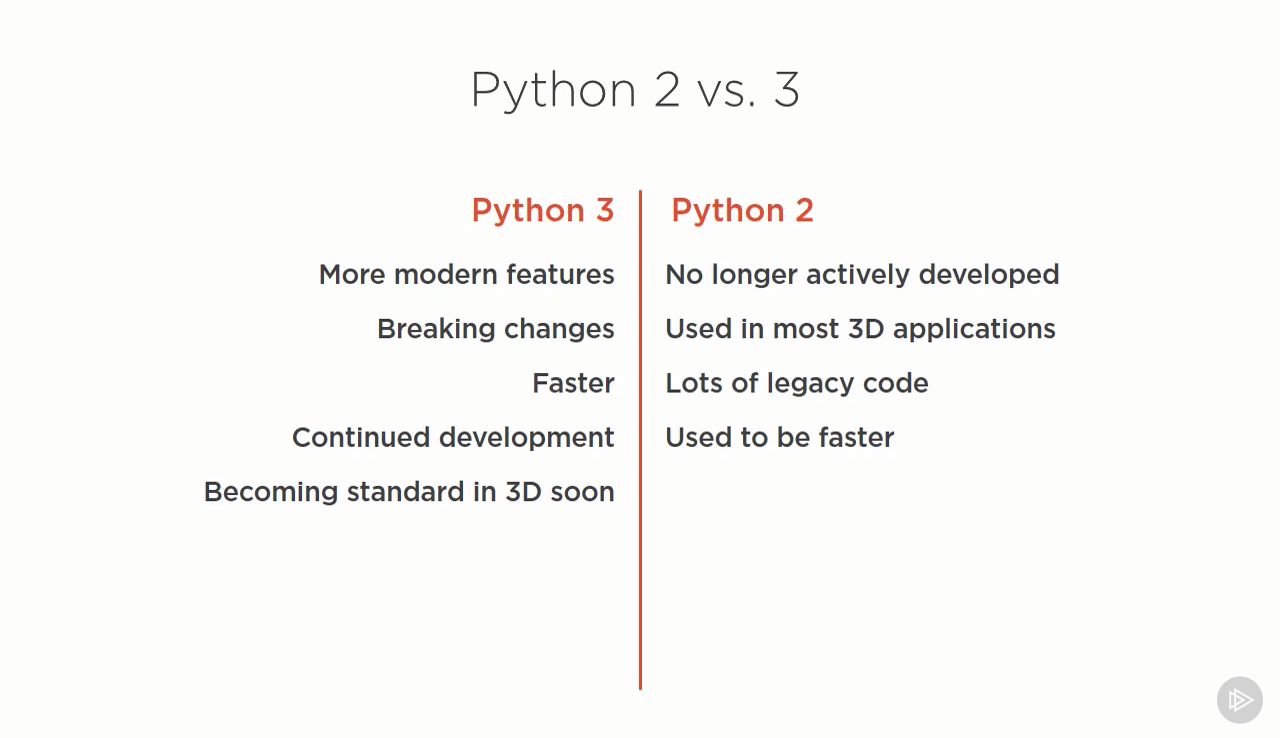 Python 2 vs. 3
Python 3
More modern features
Breaking changes
Faster
Continued development
Becoming standard in 3D soon
Python 2
No longer actively developed
Used in most 3D applications
Lots of legacy code
Used to be faster